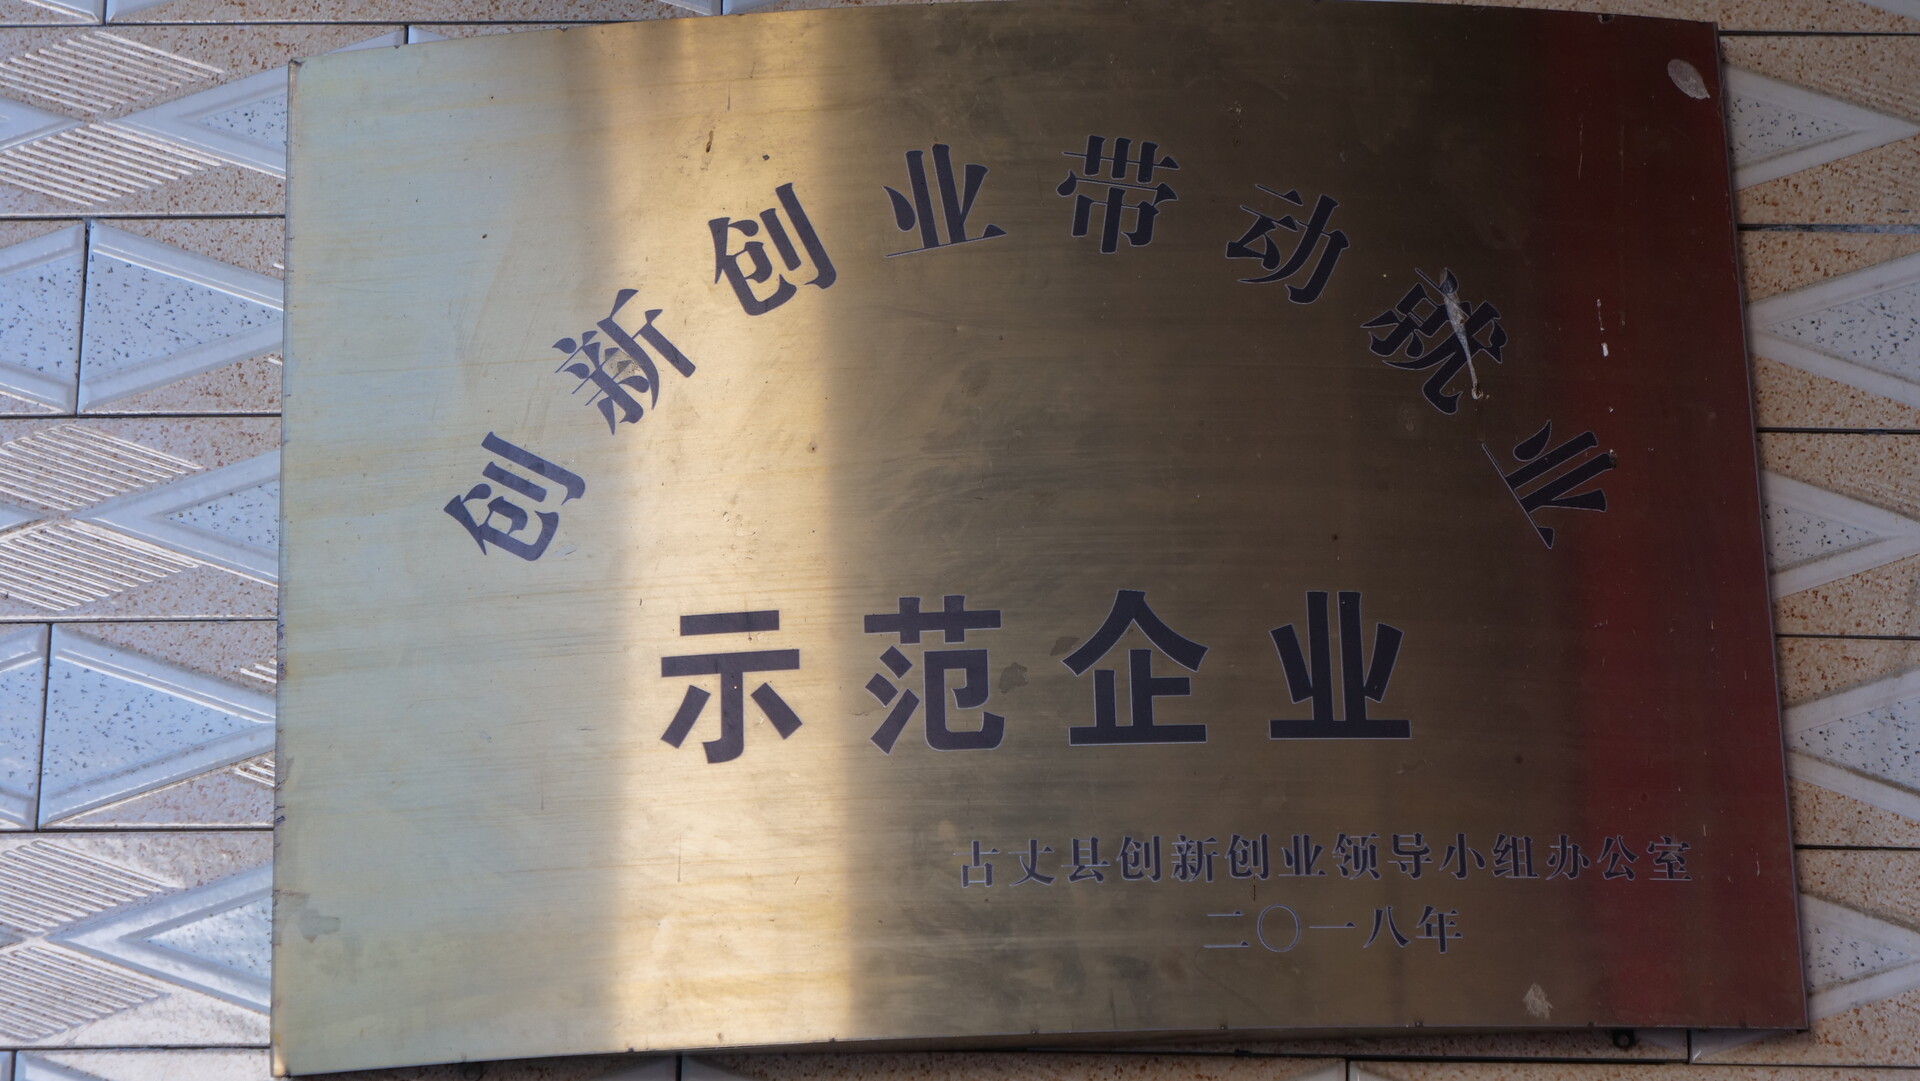 创新创业带动就业
示范企业
古丈县创新创业领导小组办公室
二〇一八年